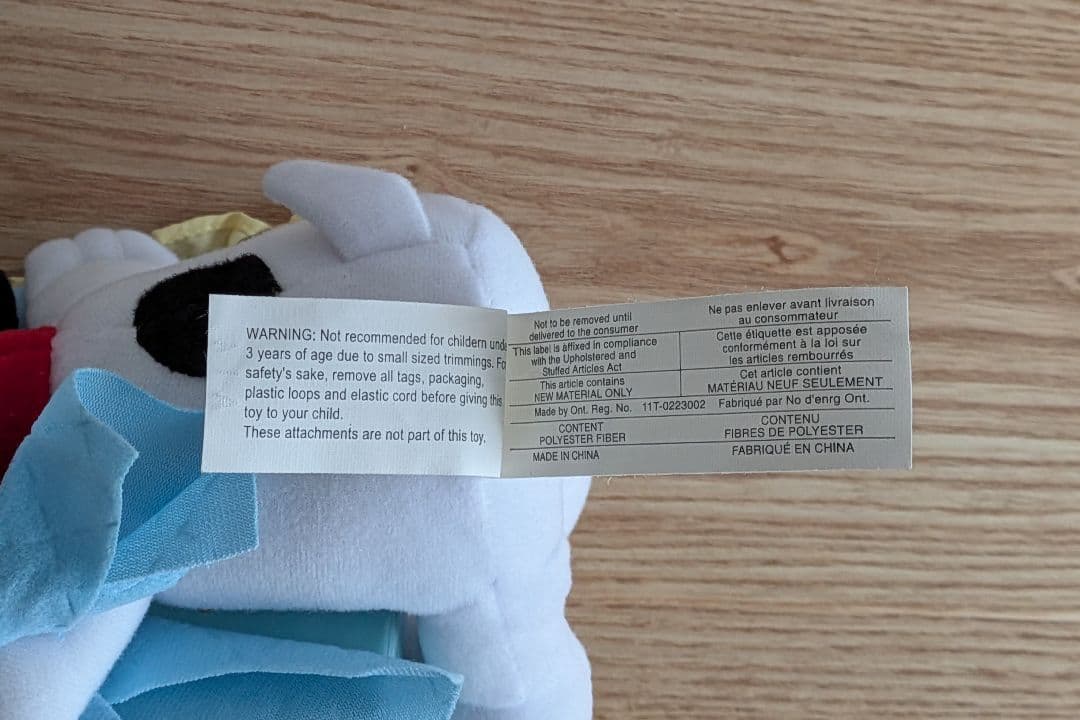 WARNING: Not recommended for childern unde
3 years of age due to small sized trimmings. Fo
safety's sake, remove all tags, packaging,
plastic loops and elastic cord before giving this
toy to your child.
These attachments are not part of this toy.
Not to be removed until
delivered to the consumer
This label is affixed in compliance
with the Upholstered and
Stuffed Articles Act
This article contains
NEW MATERIAL ONLY
Made by Ont. Reg. No. 11T-0223002 Fabriqué par No d'enrg Ont.
CONTENT
POLYESTER FIBER
MADE IN CHINA
Ne pas enlever avant livraison
au consommateur
Cette étiquette est apposée
conformément à la loi sur
les articles rembourrés
Cet article contient
MATÉRIAU NEUF SEULEMENT
CONTENU
FIBRES DE POLYESTER
FABRIQUÉ EN CHINA